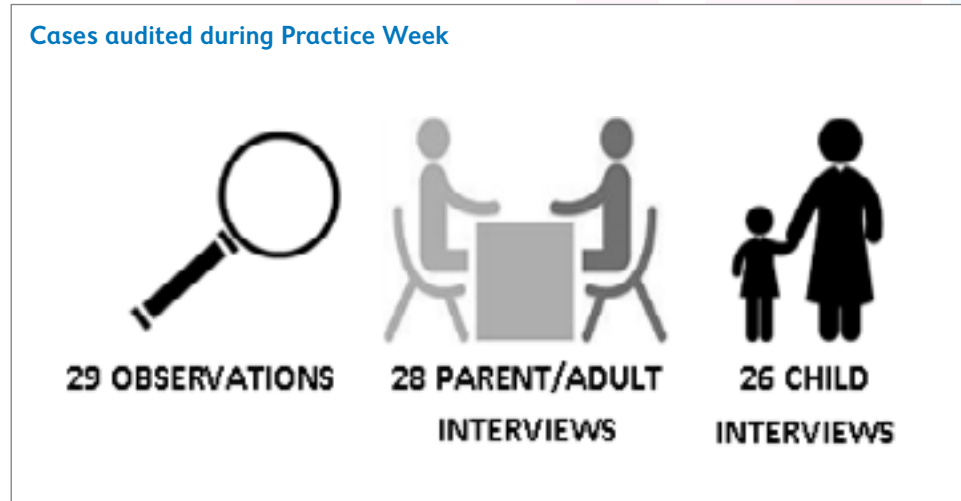 Cases audited during Practice Week
29 OBSERVATIONS
28 PARENT/ADULT
INTERVIEWS
26 CHILD
INTERVIEWS